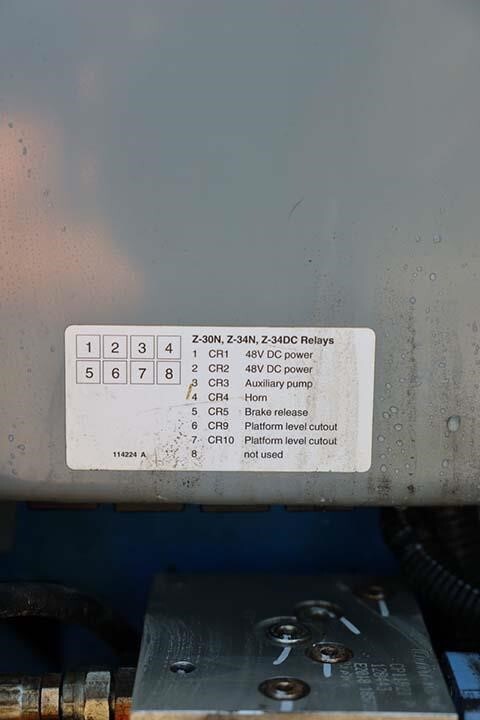 1 2 3 4
5 6 7 8
114224 A
Z-30N, Z-34N, Z-34DC Relays
1 CR1 48V DC power
2 CR2 48V DC power
3 CR3 Auxiliary pump
4 CR4 Horn
5 CR5 Brake release
6 CR9 Platform level cutout
7 CR10 Platform level cutout
8 not used